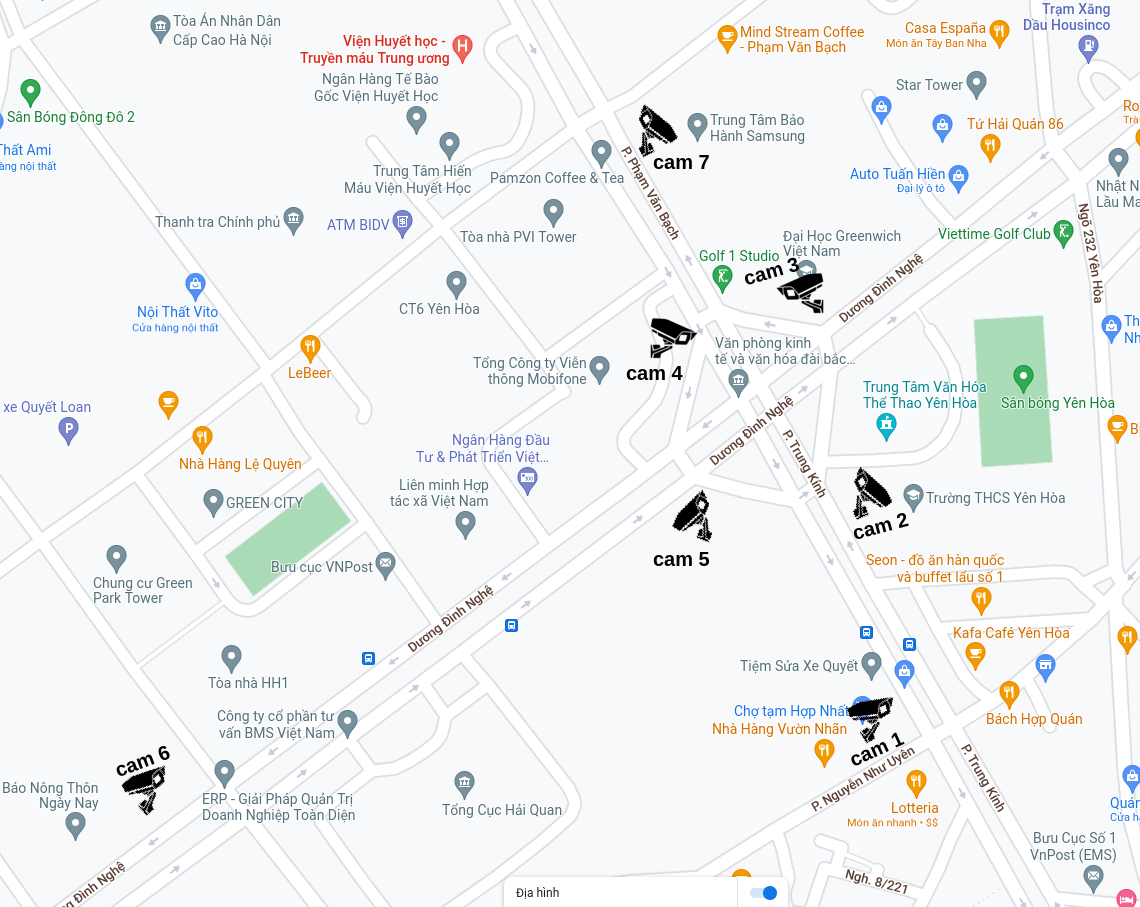 Tòa Án Nhân Dân
Cấp Cao Hà Nội
Viện Huyết học -
Truyền máu Trung ương
H
Ngân Hàng Tế Bào
Gốc Viện Huyết Học
Mind Stream Coffee
- Phạm Văn Bạch
Casa España
Món ăn Tây Ban Nha
Trạm Xăng
Dầu Housinco
Star Tower
Sân Bóng Đông Đô 2
Thất Ami
àng nội thất
Trung Tâm Hiến
Máu Viện Huyết Học
Pamzon Coffee & Tea
P. Phạm Văn Bạch
cam 7
Trung Tâm Bảo
Hành Samsung
Tứ Hải Quán 86
Ro
Trà
Auto Tuấn Hiền
Đại lý ô tô
Nhật N
Lầu Ma
Thanh tra Chính phủ
ATM BIDV
Tòa nhà PVI Tower
Golf 1 Studio
Đại Học Greenwich
Việt Nam
cam 3
Viettime Golf Club
Ngõ 232 Yên Hòa
Dương Đình Nghệ
Nội Thất Vito
Cửa hàng nội thất
CT6 Yên Hòa
LeBeer
Tổng Công ty Viễn
thông Mobifone
cam 4
Văn phòng kinh
tế và văn hóa đài bắc...
Th
Nh
Trung Tâm Văn Hóa
Thể Thao Yên Hòa
Sân bóng Yên Hòa
xe Quyết Loan
P
Nhà Hàng Lệ Quyên
Ngân Hàng Đầu
Tư & Phát Triển Việt...
Dương Đình Nghệ
P. Trung Kính
B
GREEN CITY
Liên minh Hợp
tác xã Việt Nam
cam 5
cam 2
Trường THCS Yên Hòa
Chung cư Green
Park Tower
Bưu cục VNPost
Dương Đình Nghệ
Seon - đồ ăn hàn quốc
và buffet lẩu số 1
Kafa Café Yên Hòa
Tòa nhà HH1
Tiệm Sửa Xe Quyết
Công ty cổ phần tư
vấn BMS Việt Nam
Chợ tạm Hợp Nhất
Nhà Hàng Vườn Nhãn
cam 1
Bách Hợp Quán
cam 6
Báo Nông Thôn
Ngày Nay
ERP - Giải Pháp Quản Trị
Doanh Nghiệp Toàn Diện
Tổng Cục Hải Quan
P. Nguyễn Như Uyên
P. Trung Kính
Lotteria
Món ăn nhanh • $$
Quán
Cửa h
Bưu Cục Số 1
VnPost (EMS)
ng Đình Nghệ
Địa hình
Ngh. 8/221